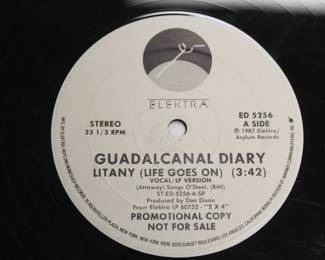 ELEKTRA
STEREO
33 1/3 RPM
ED 5256
A SIDE
℗ 1987 Elektra/
Asylum Records
GUADALCANAL DIARY
LITANY (LIFE GOES ON) (3:42)
VOCAL/LP VERSION
(Attaway) Songs O'Steel, (BMI)
ST-ED-5256-A-SP
Produced by Don Dixon
From Elektra LP 60752 - "2 X 4"
PROMOTIONAL COPY
NOT FOR SALE